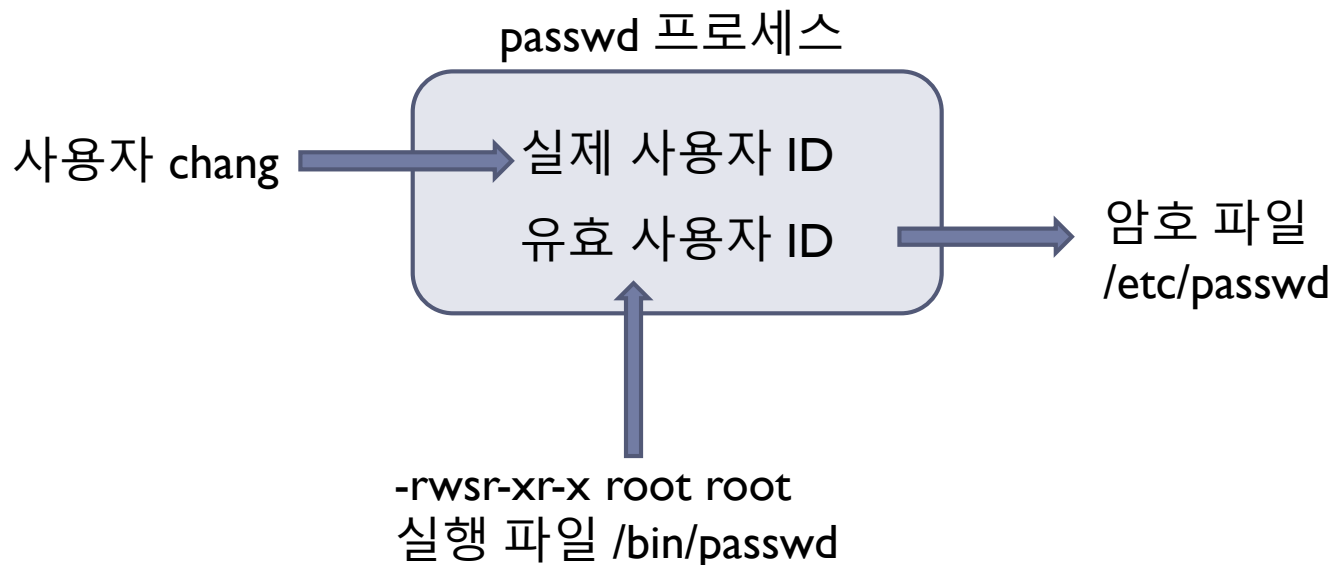 passwd 프로세스
사용자 chang
실제 사용자 ID
유효 사용자 ID
암호 파일
/etc/passwd
-rwsr-xr-x root root
실행 파일 /bin/passwd